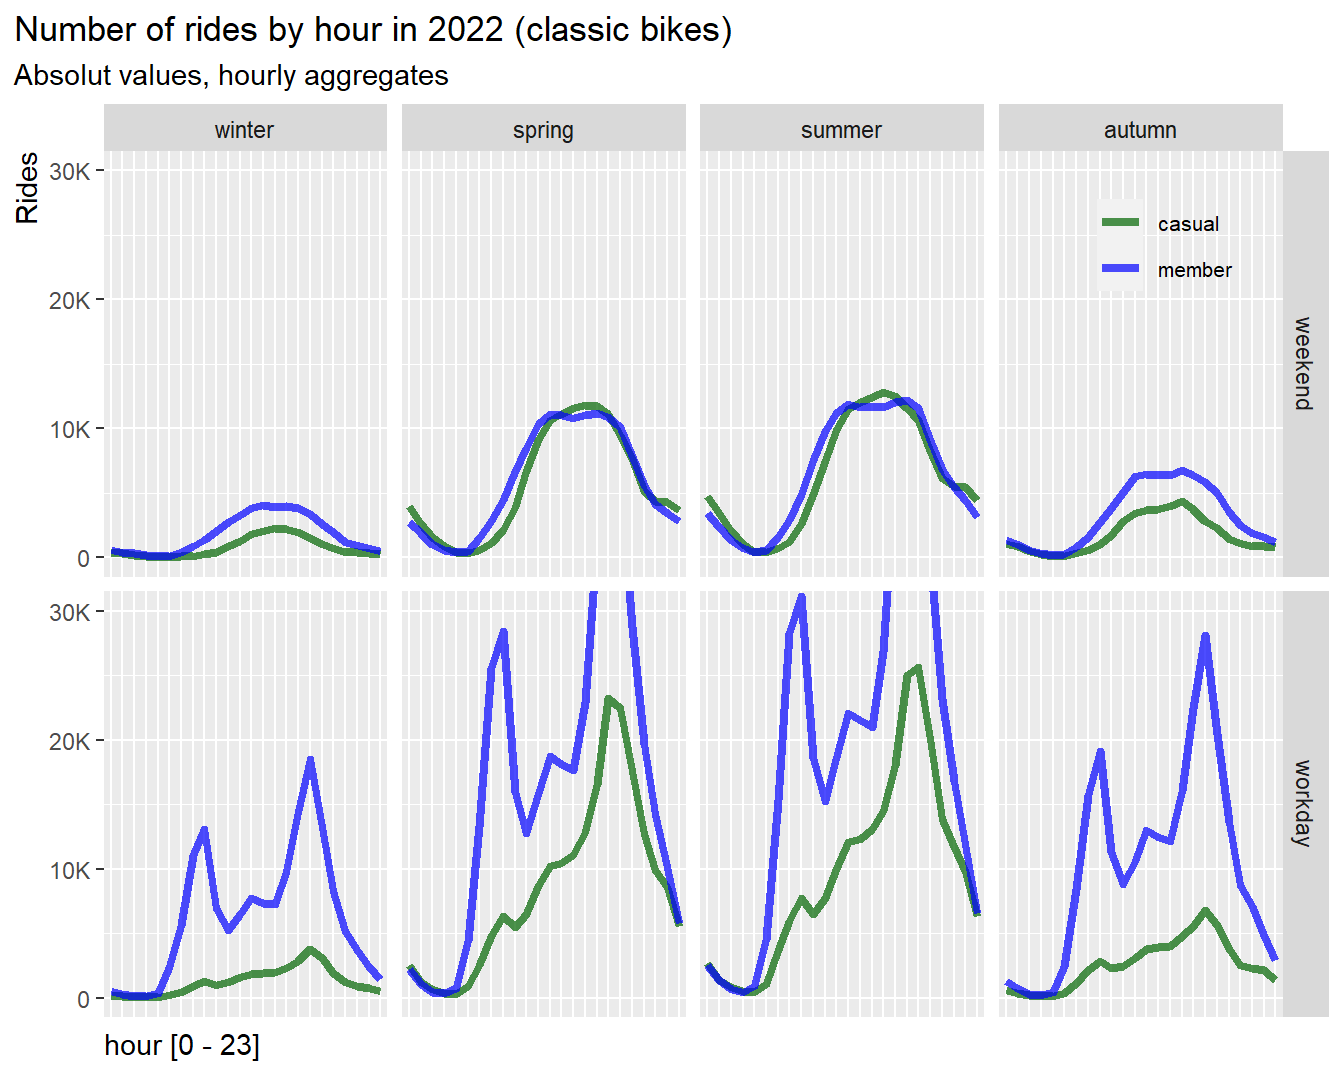 Number of rides by hour in 2022 (classic bikes)
Absolut values, hourly aggregates
winter spring summer autumn
Rides
30K
20K
10K
0
casual
member
weekend
30K
20K
10K
0
workday
hour [0 - 23]